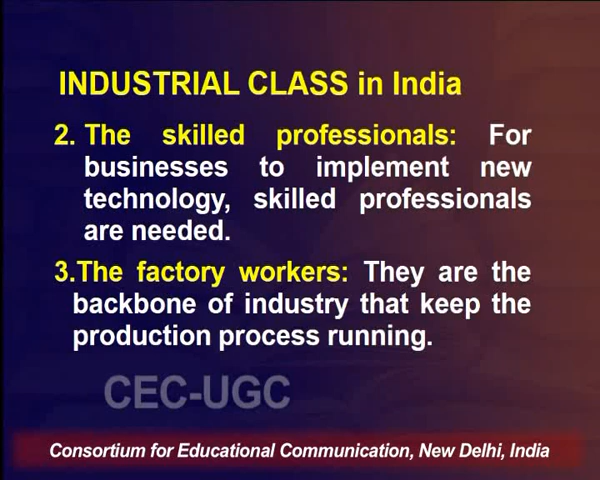 INDUSTRIAL CLASS in India
2. The skilled professionals: For
businesses to implement new
technology, skilled professionals
are needed.
3.The factory workers: They are the
backbone of industry that keep the
production process running.
CEC-UGC
Consortium for Educational Communication, New Delhi, India